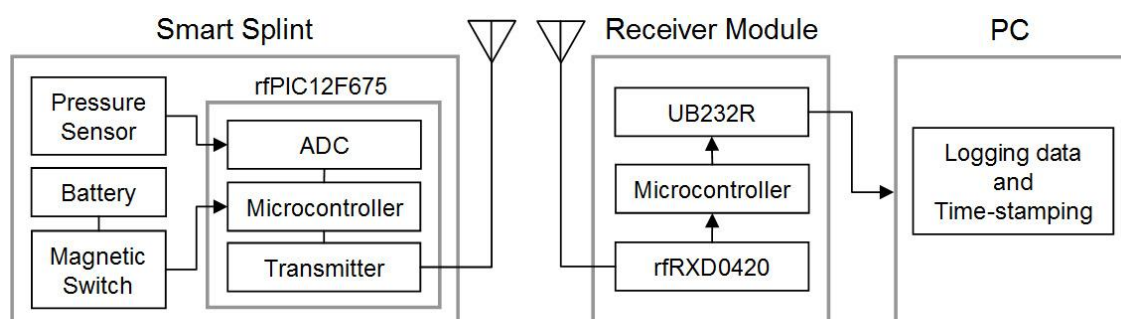 Smart Splint
Receiver Module
PC
rfPIC12F675
Pressure
Sensor
ADC
Battery
Microcontroller
Magnetic
Switch
Transmitter
UB232R
Microcontroller
rfRXD0420
Logging data
and
Time-stamping